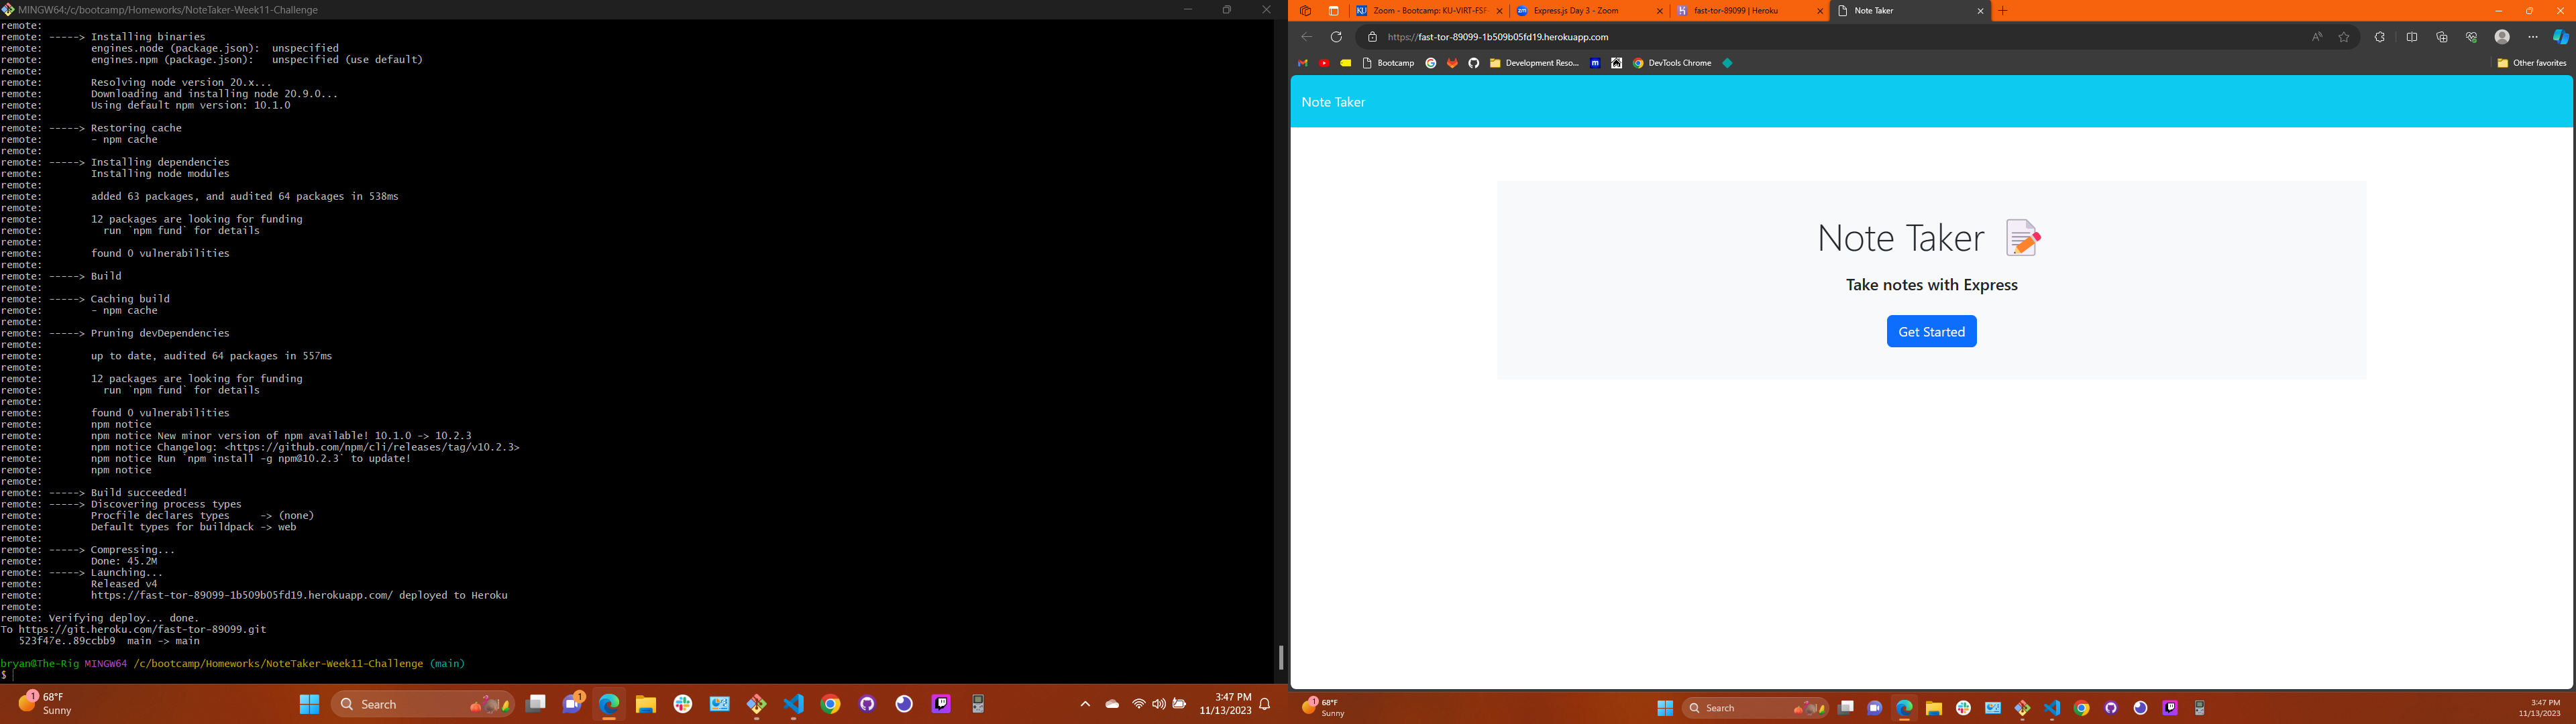 MINGW64:/c/bootcamp/Homeworks/NoteTaker-Week11-Challenge
remote:
remote: -----> Installing binaries
remote:        engines.node (package.json):  unspecified
remote:        engines.npm (package.json):   unspecified (use default)
remote:
remote:        Resolving node version 20.x...
remote:        Downloading and installing node 20.9.0...
remote:        Using default npm version: 10.1.0
remote:
remote: -----> Restoring cache
remote:        - npm cache
remote:
remote: -----> Installing dependencies
remote:        Installing node modules
remote:
remote:        added 63 packages, and audited 64 packages in 538ms
remote:
remote:        12 packages are looking for funding
remote:          run `npm fund` for details
remote:
remote:        found 0 vulnerabilities
remote:
remote: -----> Build
remote:
remote: -----> Caching build
remote:        - npm cache
remote:
remote: -----> Pruning devDependencies
remote:
remote:        up to date, audited 64 packages in 557ms
remote:
remote:        12 packages are looking for funding
remote:          run `npm fund` for details
remote:
remote:        found 0 vulnerabilities
remote:        npm notice
remote:        npm notice New minor version of npm available! 10.1.0 -> 10.2.3
remote:        npm notice Changelog: <https://github.com/npm/cli/releases/tag/v10.2.3>
remote:        npm notice Run `npm install -g npm@10.2.3` to update!
remote:        npm notice
remote:
remote: -----> Build succeeded!
remote: -----> Discovering process types
remote:        Procfile declares types     -> (none)
remote:        Default types for buildpack -> web
remote:
remote: -----> Compressing...
remote:        Done: 45.2M
remote: -----> Launching...
remote:        Released v4
remote:        https://fast-tor-89099-1b509b05fd19.herokuapp.com/ deployed to Heroku
remote:
remote: Verifying deploy... done.
To https://git.heroku.com/fast-tor-89099.git
   523f47e..89ccbb9  main -> main
bryan@The-Rig MINGW64 /c/bootcamp/Homeworks/NoteTaker-Week11-Challenge (main)
$
1 68°F
Sunny
Search
1
3:47 PM
11/13/2023
KU Zoom - Bootcamp: KU-VIRT-FSF-
zm Express.js Day 3 - Zoom
fast-tor-89099 | Heroku
Note Taker
https://fast-tor-89099-1b509b05fd19.herokuapp.com
Bootcamp
Development Reso...
m
DevTools Chrome
Other favorites
Note Taker
Note Taker
Take notes with Express
Get Started
1 68°F
Sunny
Search
3:47 PM
11/13/2023